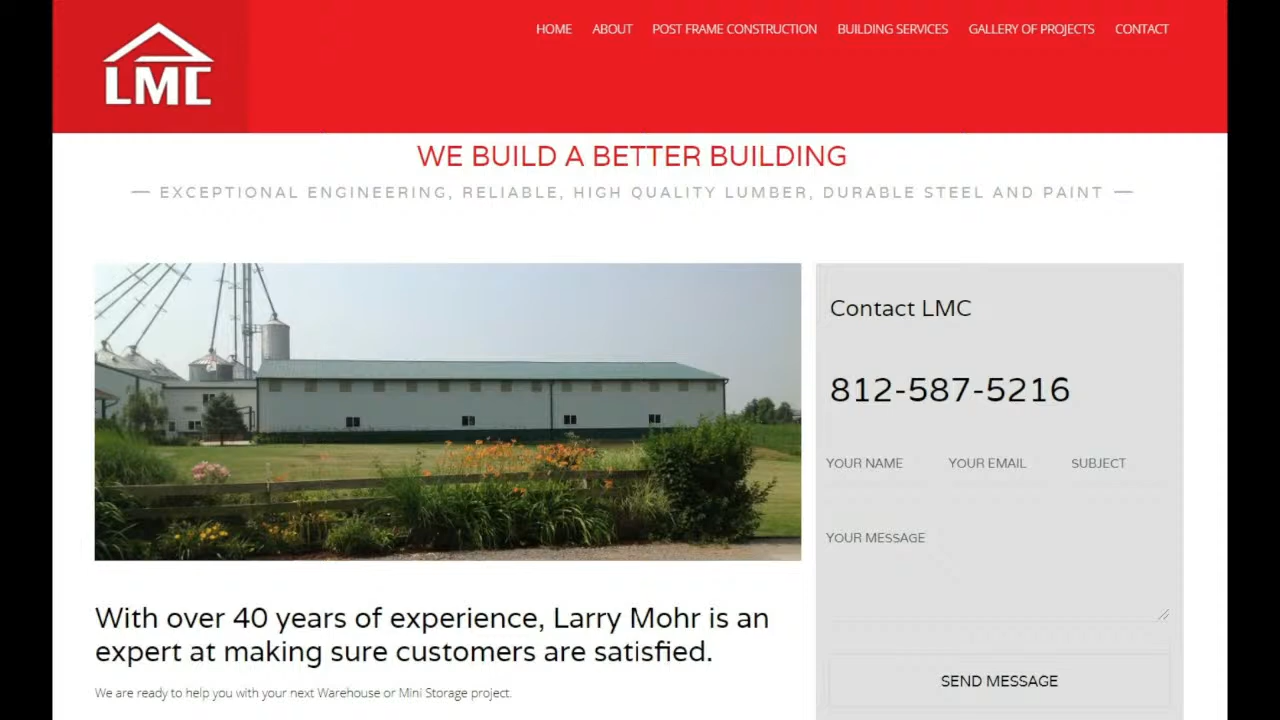 LMC
HOME ABOUT POST FRAME CONSTRUCTION BUILDING SERVICES GALLERY OF PROJECTS CONTACT
WE BUILD A BETTER BUILDING
— EXCEPTIONAL ENGINEERING, RELIABLE, HIGH QUALITY LUMBER, DURABLE STEEL AND PAINT —
Contact LMC
812-587-5216
YOUR NAME YOUR EMAIL SUBJECT
YOUR MESSAGE
SEND MESSAGE
With over 40 years of experience, Larry Mohr is an
expert at making sure customers are satisfied.
We are ready to help you with your next Warehouse or Mini Storage project.